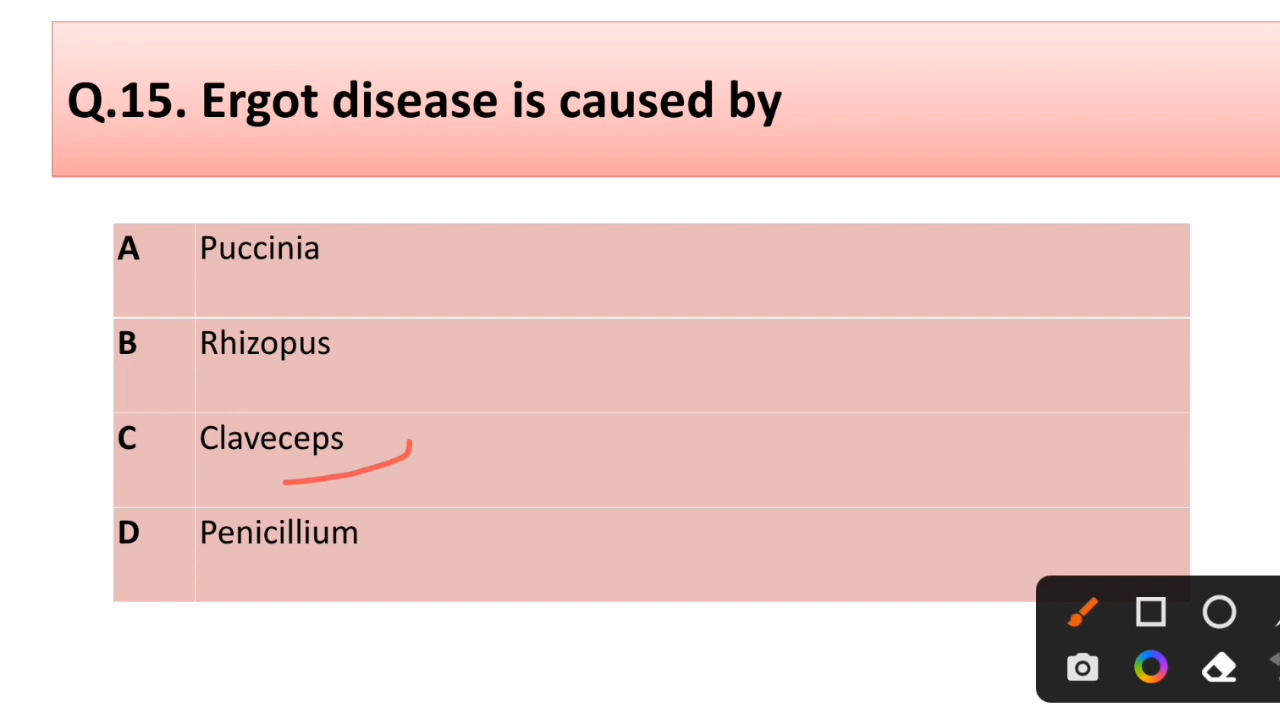 Q.15. Ergot disease is caused by
A Puccinia
B Rhizopus
C Claveceps
D Penicillium